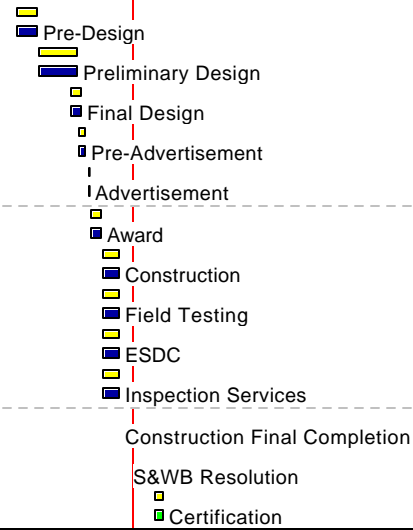 Pre-Design
Preliminary Design
Final Design
Pre-Advertisement
Advertisement
Award
Construction
Field Testing
ESDC
Inspection Services
Construction Final Completion
S&WB Resolution
Certification